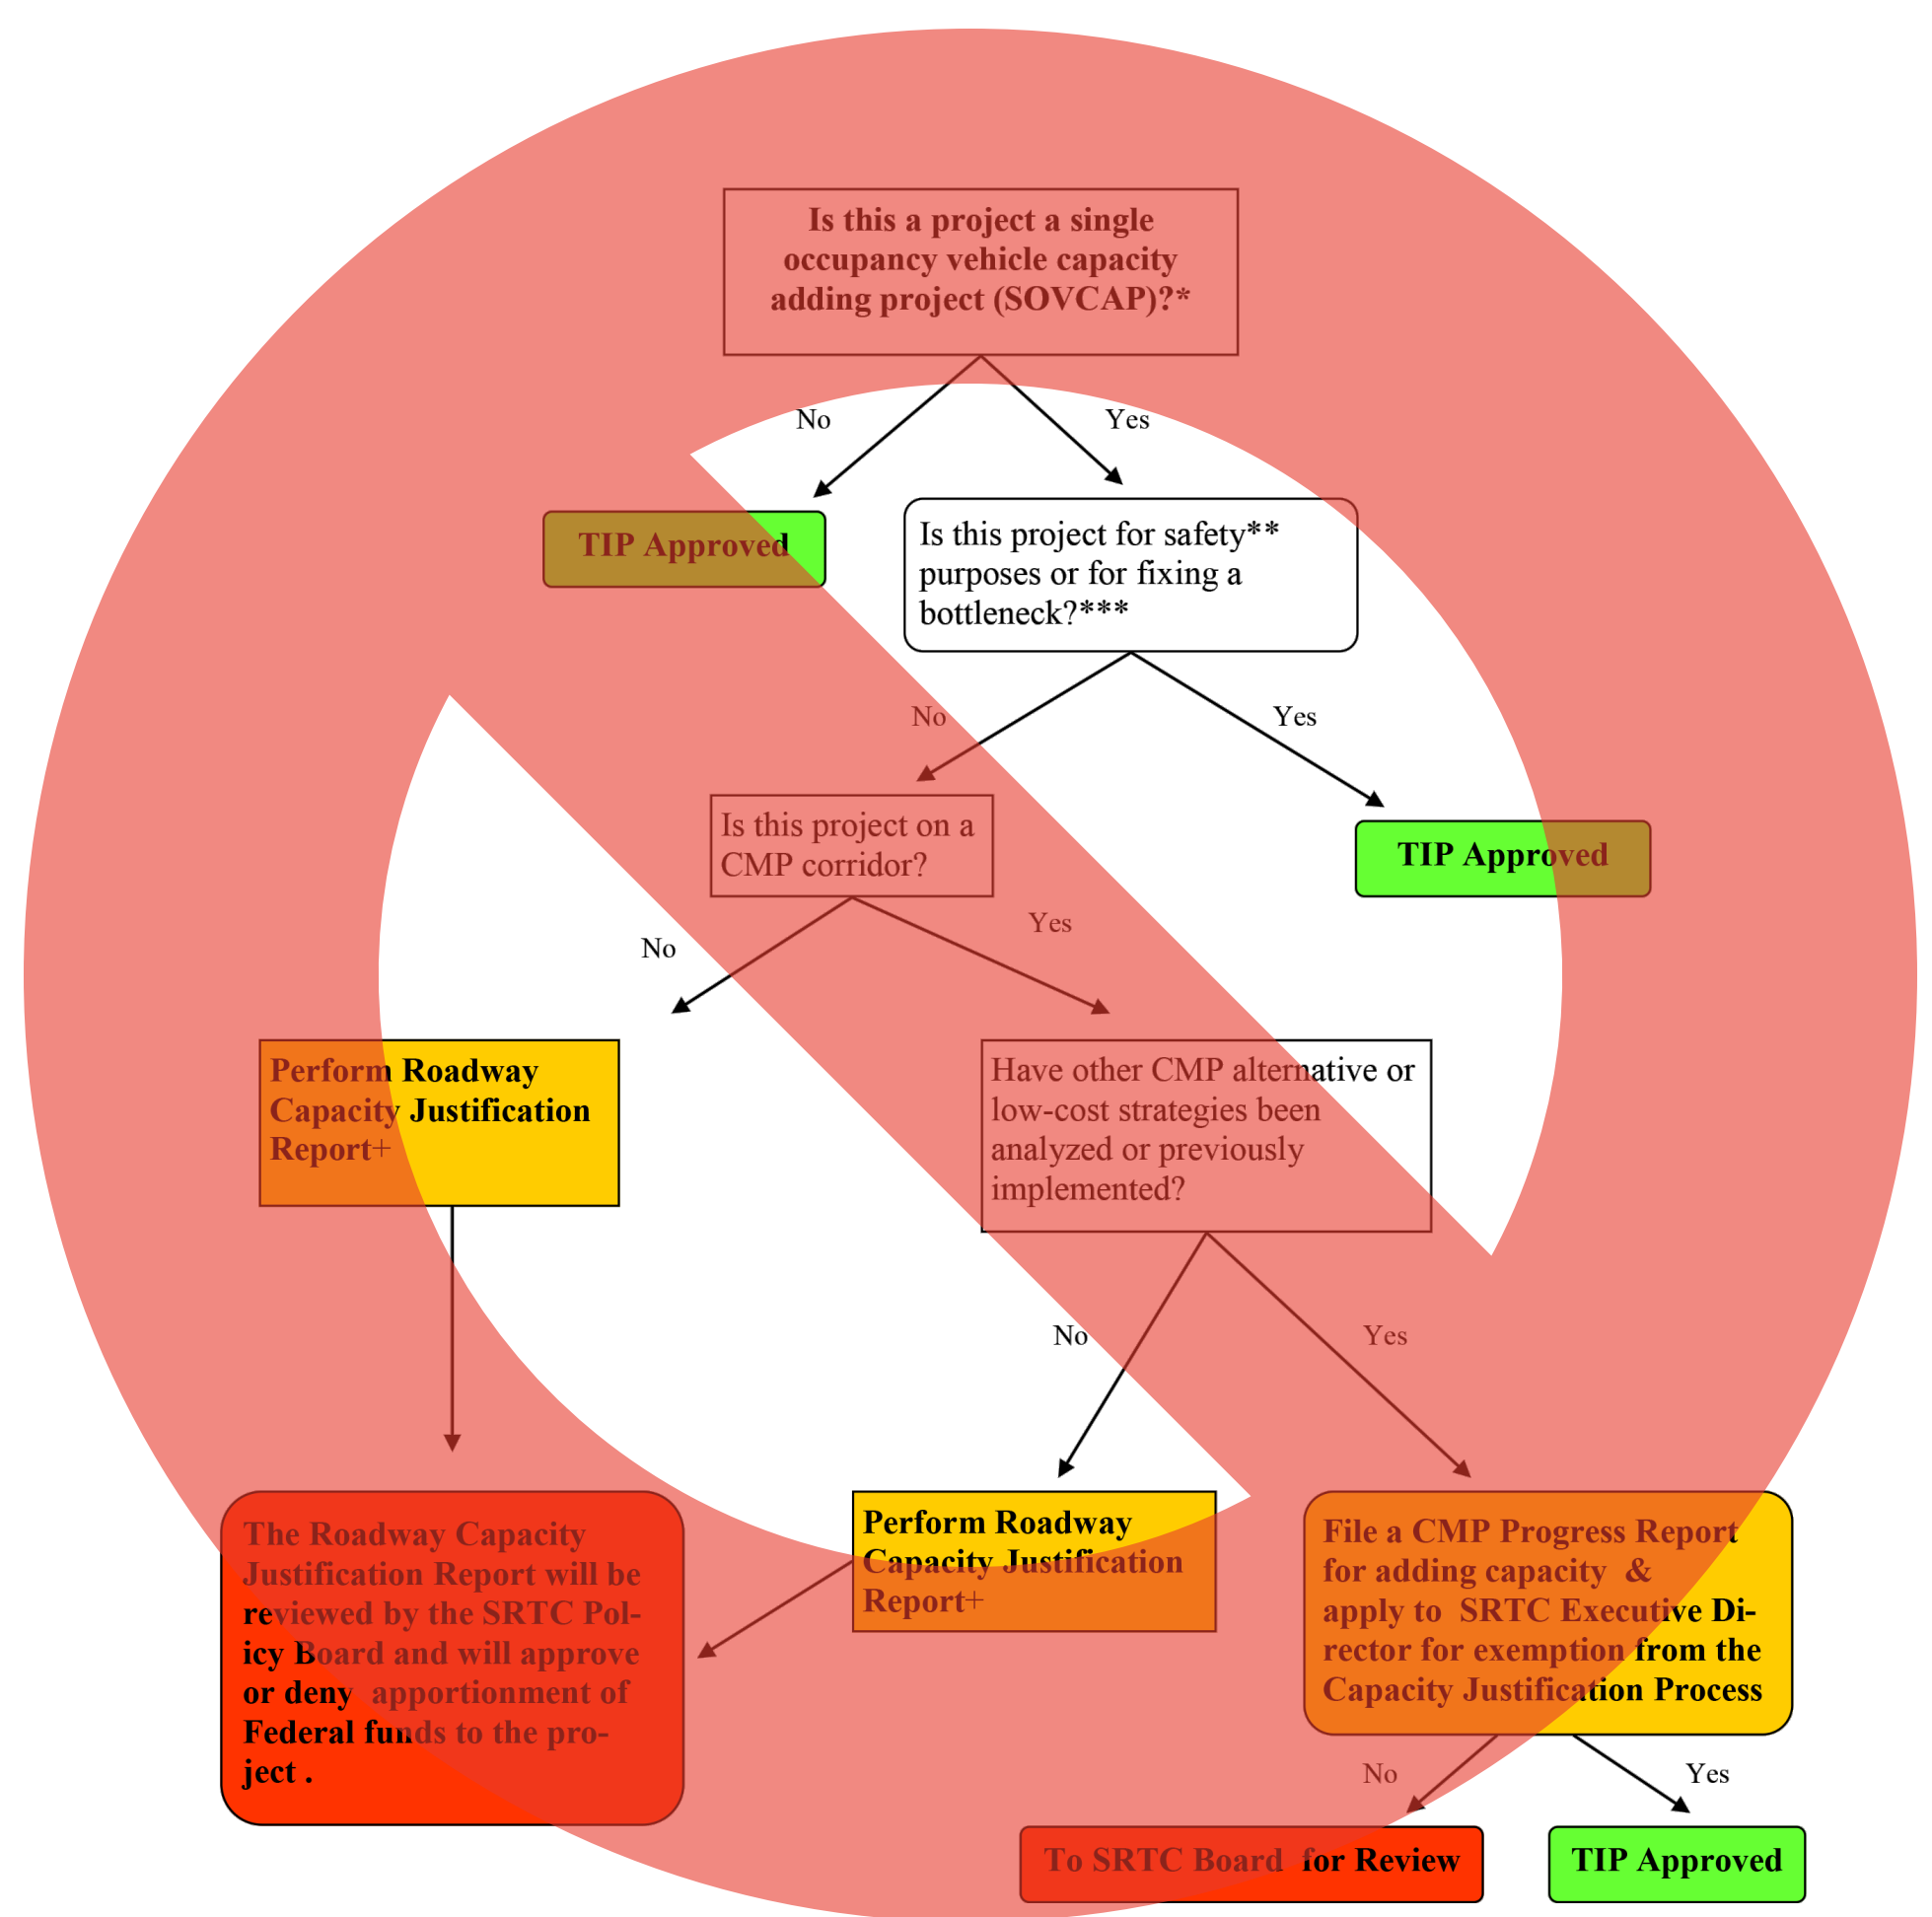 Is this a project a single
occupancy vehicle capacity
adding project (SOVCAP)?*
No
Yes
TIP Approved
Is this project for safety**
purposes or for fixing a
bottleneck?***
No
Yes
Is this project on a
CMP corridor?
TIP Approved
No
Yes
Perform Roadway
Capacity Justification
Report+
Have other CMP alternative or
low-cost strategies been
analyzed or previously
implemented?
No
Yes
The Roadway Capacity
Justification Report will be
reviewed by the SRTC Pol-
icy Board and will approve
or deny  apportionment of
Federal funds to the pro-
ject .
Perform Roadway
Capacity Justification
Report+
File a CMP Progress Report
for adding capacity  &
apply to  SRTC Executive Di-
rector for exemption from the
Capacity Justification Process
No
Yes
To SRTC Board  for Review
TIP Approved